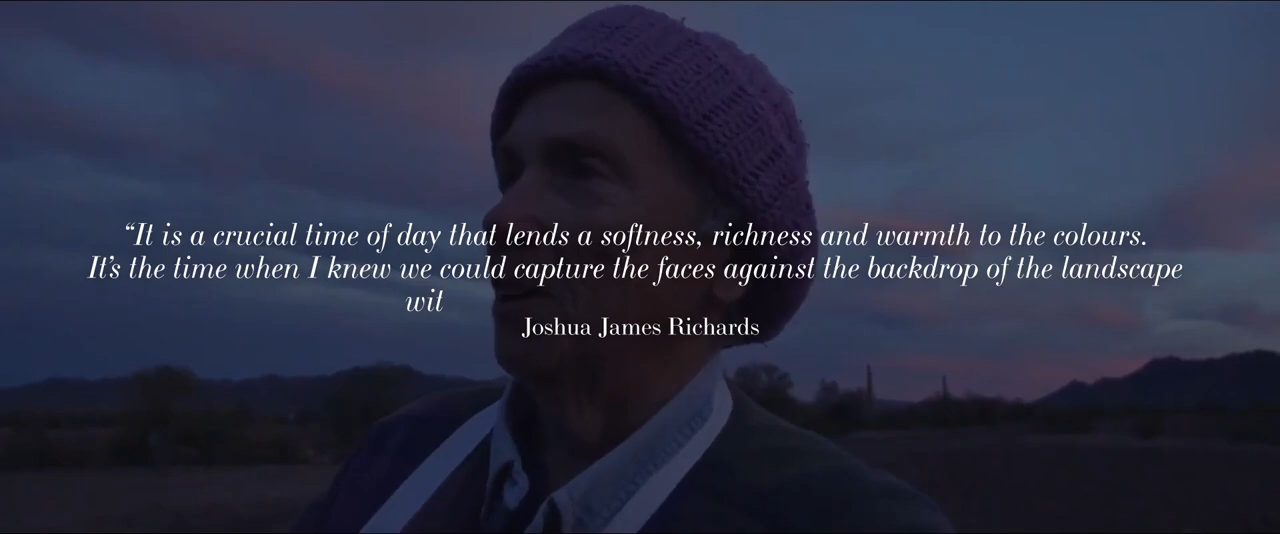 “It is a crucial time of day that lends a softness, richness and warmth to the colours.
It’s the time when I knew we could capture the faces against the backdrop of the landscape
wit
Joshua James Richards